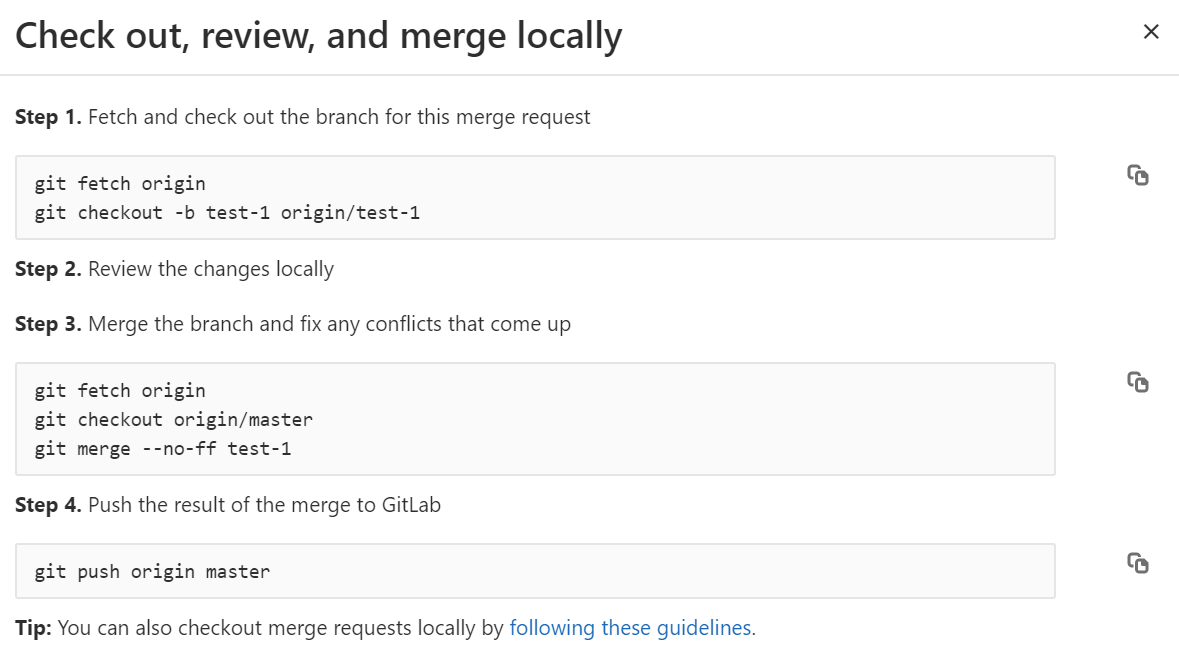 Check out, review, and merge locally
Step 1. Fetch and check out the branch for this merge request
git fetch origin
git checkout -b test-1 origin/test-1
Step 2. Review the changes locally
Step 3. Merge the branch and fix any conflicts that come up
git fetch origin
git checkout origin/master
git merge --no-ff test-1
Step 4. Push the result of the merge to GitLab
git push origin master
Tip: You can also checkout merge requests locally by following these guidelines.